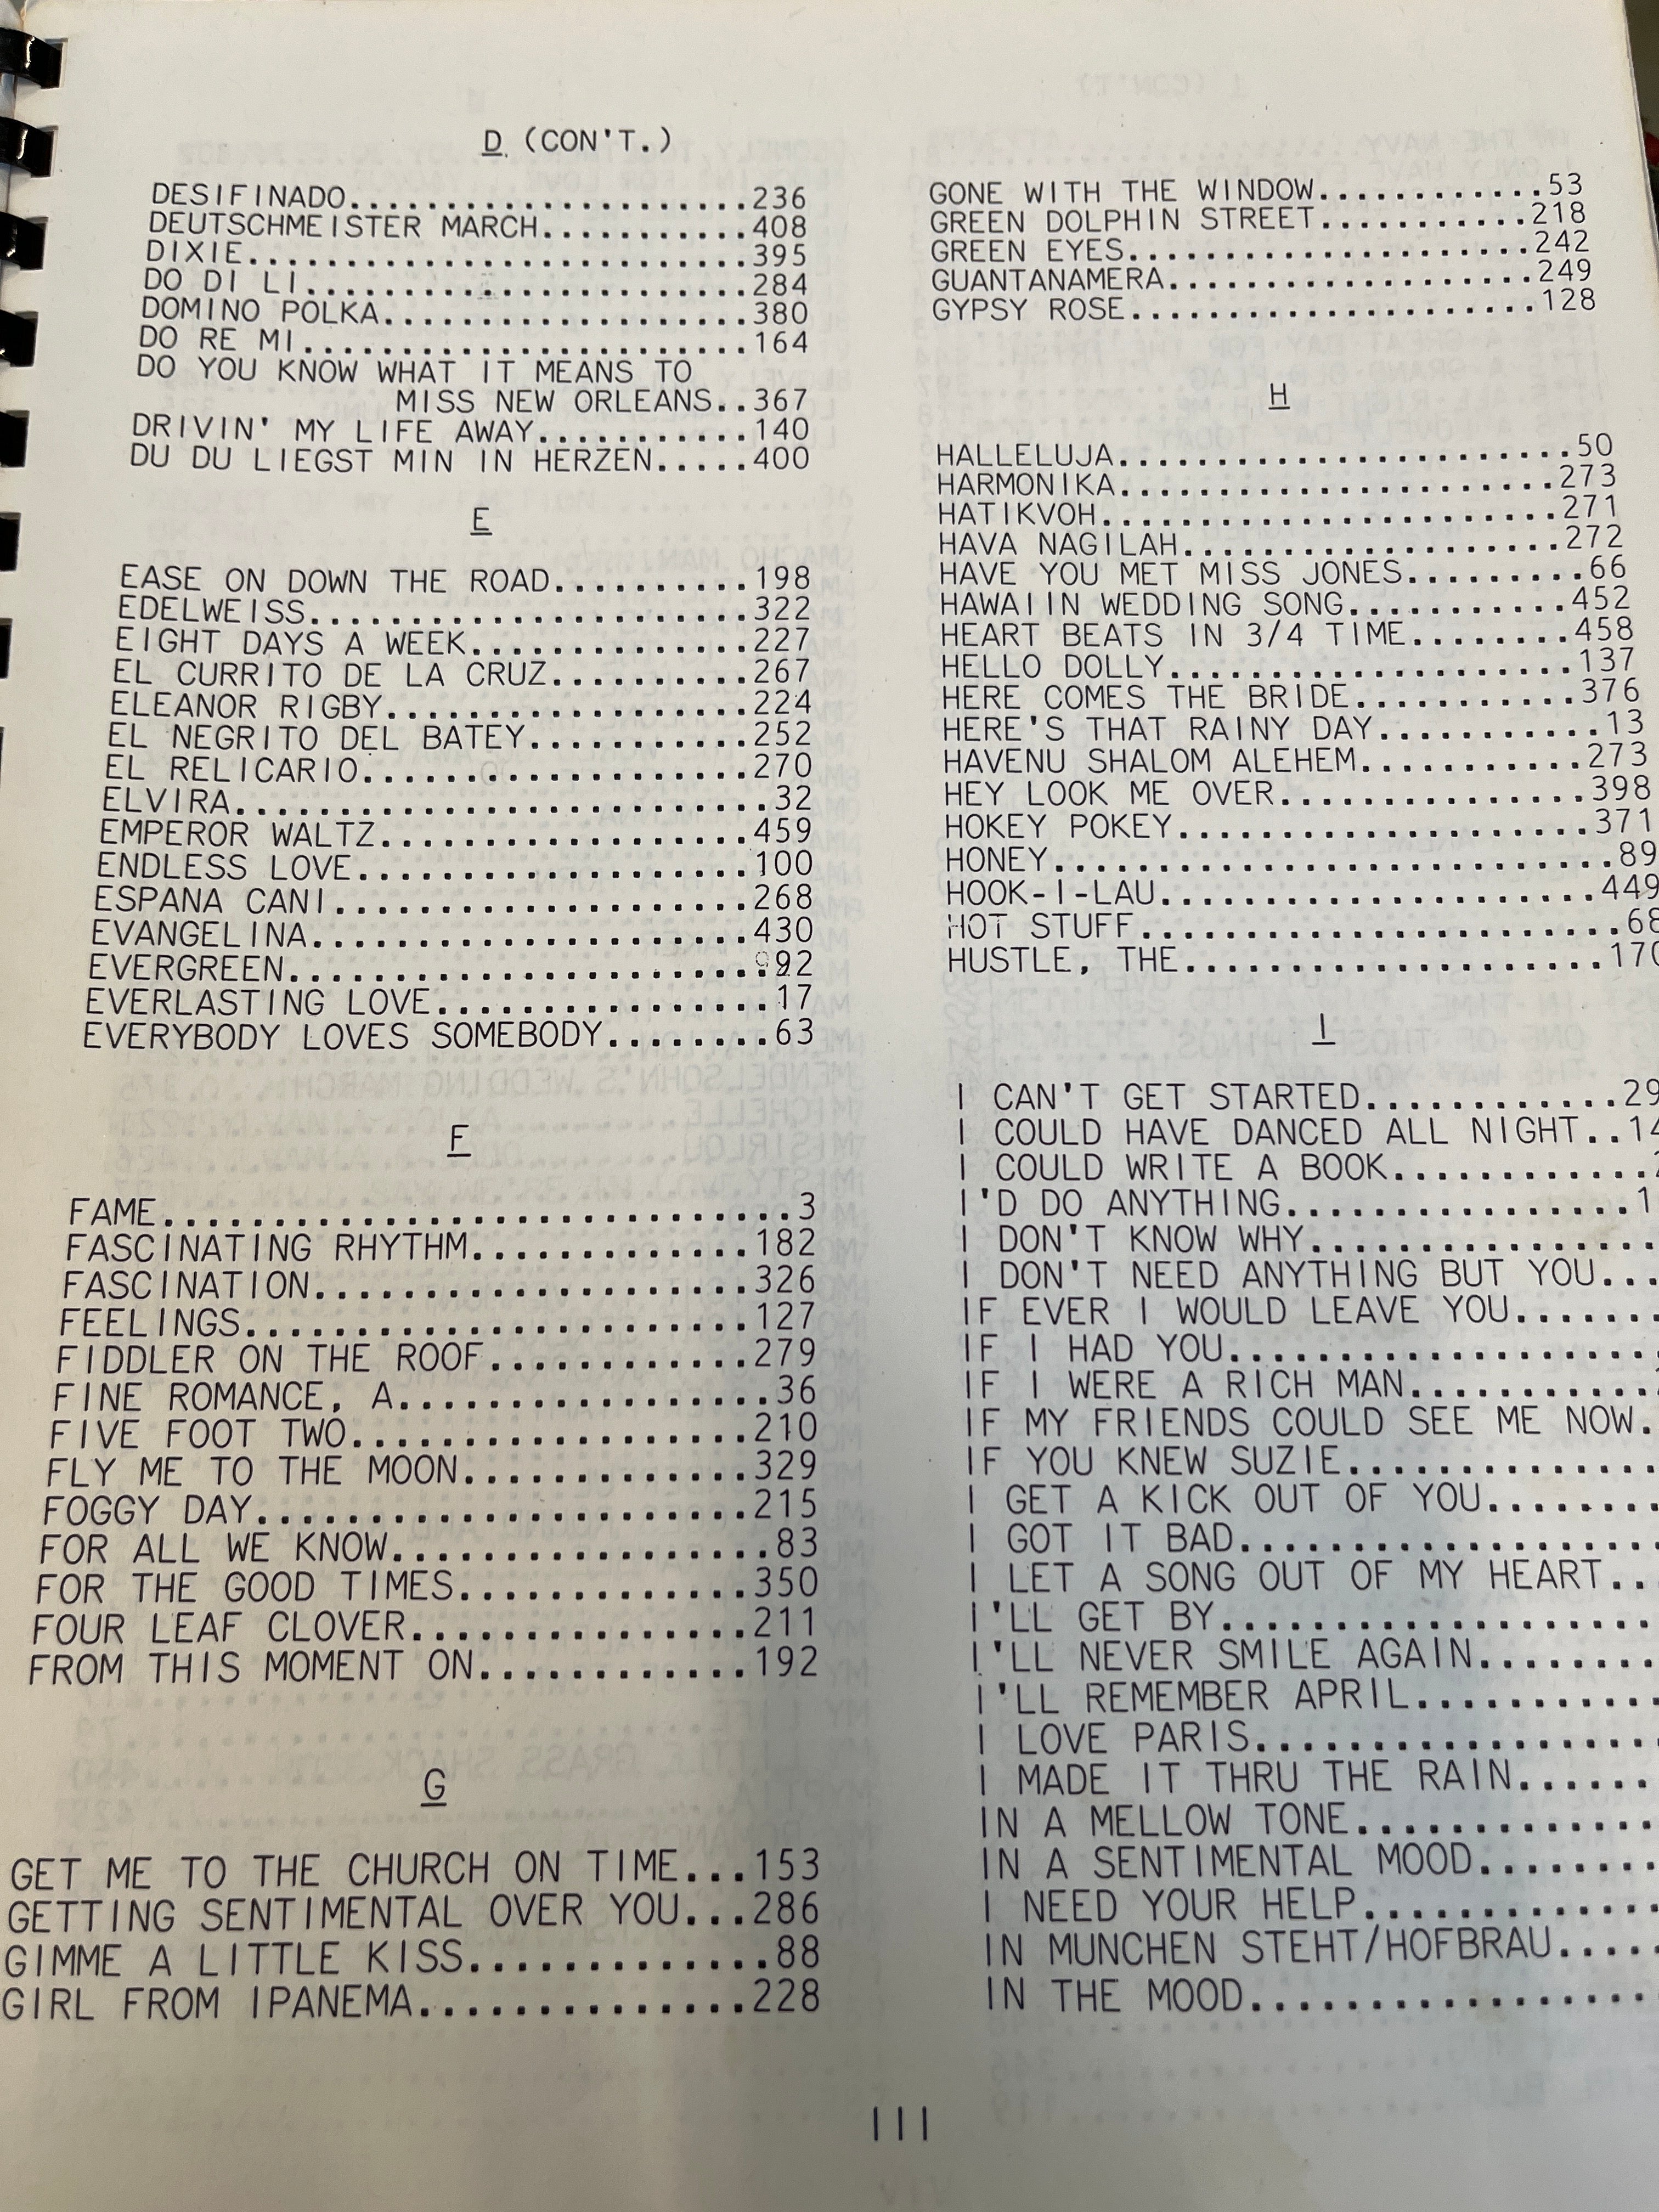 D (CON'T.)
DESIFINADO......................236
DEUTSCHMEISTER MARCH............408
DIXIE...........................395
DO DI LI........................284
DOMINO POLKA....................380
DO RE MI........................164
DO YOU KNOW WHAT IT MEANS TO
MISS NEW ORLEANS..367
DRIVIN' MY LIFE AWAY............140
DU DU LIEGST MIN IN HERZEN.....400
E
EASE ON DOWN THE ROAD..........198
EDELWEISS.......................322
EIGHT DAYS A WEEK...............227
EL CURRITO DE LA CRUZ..........267
ELEANOR RIGBY...................224
EL NEGRITO DEL BATEY...........252
EL RELICARIO....................270
ELVIRA...........................32
EMPEROR WALTZ...................459
ENDLESS LOVE....................100
ESPANA CANI.....................268
EVANGELINA......................430
EVERGREEN........................92
EVERLASTING LOVE.................17
EVERYBODY LOVES SOMEBODY........63
F
FAME..............................3
FASCINATING RHYTHM.............182
FASCINATION.....................326
FEELINGS........................127
FIDDLER ON THE ROOF............279
FINE ROMANCE, A.................36
FIVE FOOT TWO...................210
FLY ME TO THE MOON.............329
FOGGY DAY.......................215
FOR ALL WE KNOW.................83
FOR THE GOOD TIMES.............350
FOUR LEAF CLOVER...............211
FROM THIS MOMENT ON............192
G
GET ME TO THE CHURCH ON TIME...153
GETTING SENTIMENTAL OVER YOU...286
GIMME A LITTLE KISS.............88
GIRL FROM IPANEMA..............228
GONE WITH THE WINDOW............53
GREEN DOLPHIN STREET...........218
GREEN EYES.....................242
GUANTANAMERA...................249
GYPSY ROSE.....................128
H
HALLELUJA.......................50
HARMONIKA......................273
HATIKVOH.......................271
HAVA NAGILAH...................272
HAVE YOU MET MISS JONES.........66
HAWAIIN WEDDING SONG...........452
HEART BEATS IN 3/4 TIME........458
HELLO DOLLY....................137
HERE COMES THE BRIDE...........376
HERE'S THAT RAINY DAY...........13
HAVENU SHALOM ALEHEM...........273
HEY LOOK ME OVER...............398
HOKEY POKEY....................371
HONEY...........................89
HOOK-I-LAU.....................449
HOT STUFF.......................68
HUSTLE, THE....................170
I
I CAN'T GET STARTED............29
I COULD HAVE DANCED ALL NIGHT..14
I COULD WRITE A BOOK............
I'D DO ANYTHING................1
I DON'T KNOW WHY................
I DON'T NEED ANYTHING BUT YOU...
IF EVER I WOULD LEAVE YOU.......
IF I HAD YOU....................
IF I WERE A RICH MAN...........
IF MY FRIENDS COULD SEE ME NOW.
IF YOU KNEW SUZIE..............
I GET A KICK OUT OF YOU........
I GOT IT BAD...................
I LET A SONG OUT OF MY HEART...
I'LL GET BY....................
I'LL NEVER SMILE AGAIN.........
I'LL REMEMBER APRIL............
I LOVE PARIS...................
I MADE IT THRU THE RAIN.......
IN A MELLOW TONE..............
IN A SENTIMENTAL MOOD.........
I NEED YOUR HELP..............
IN MUNCHEN STEHT/HOFBRAU.....
IN THE MOOD...................
III